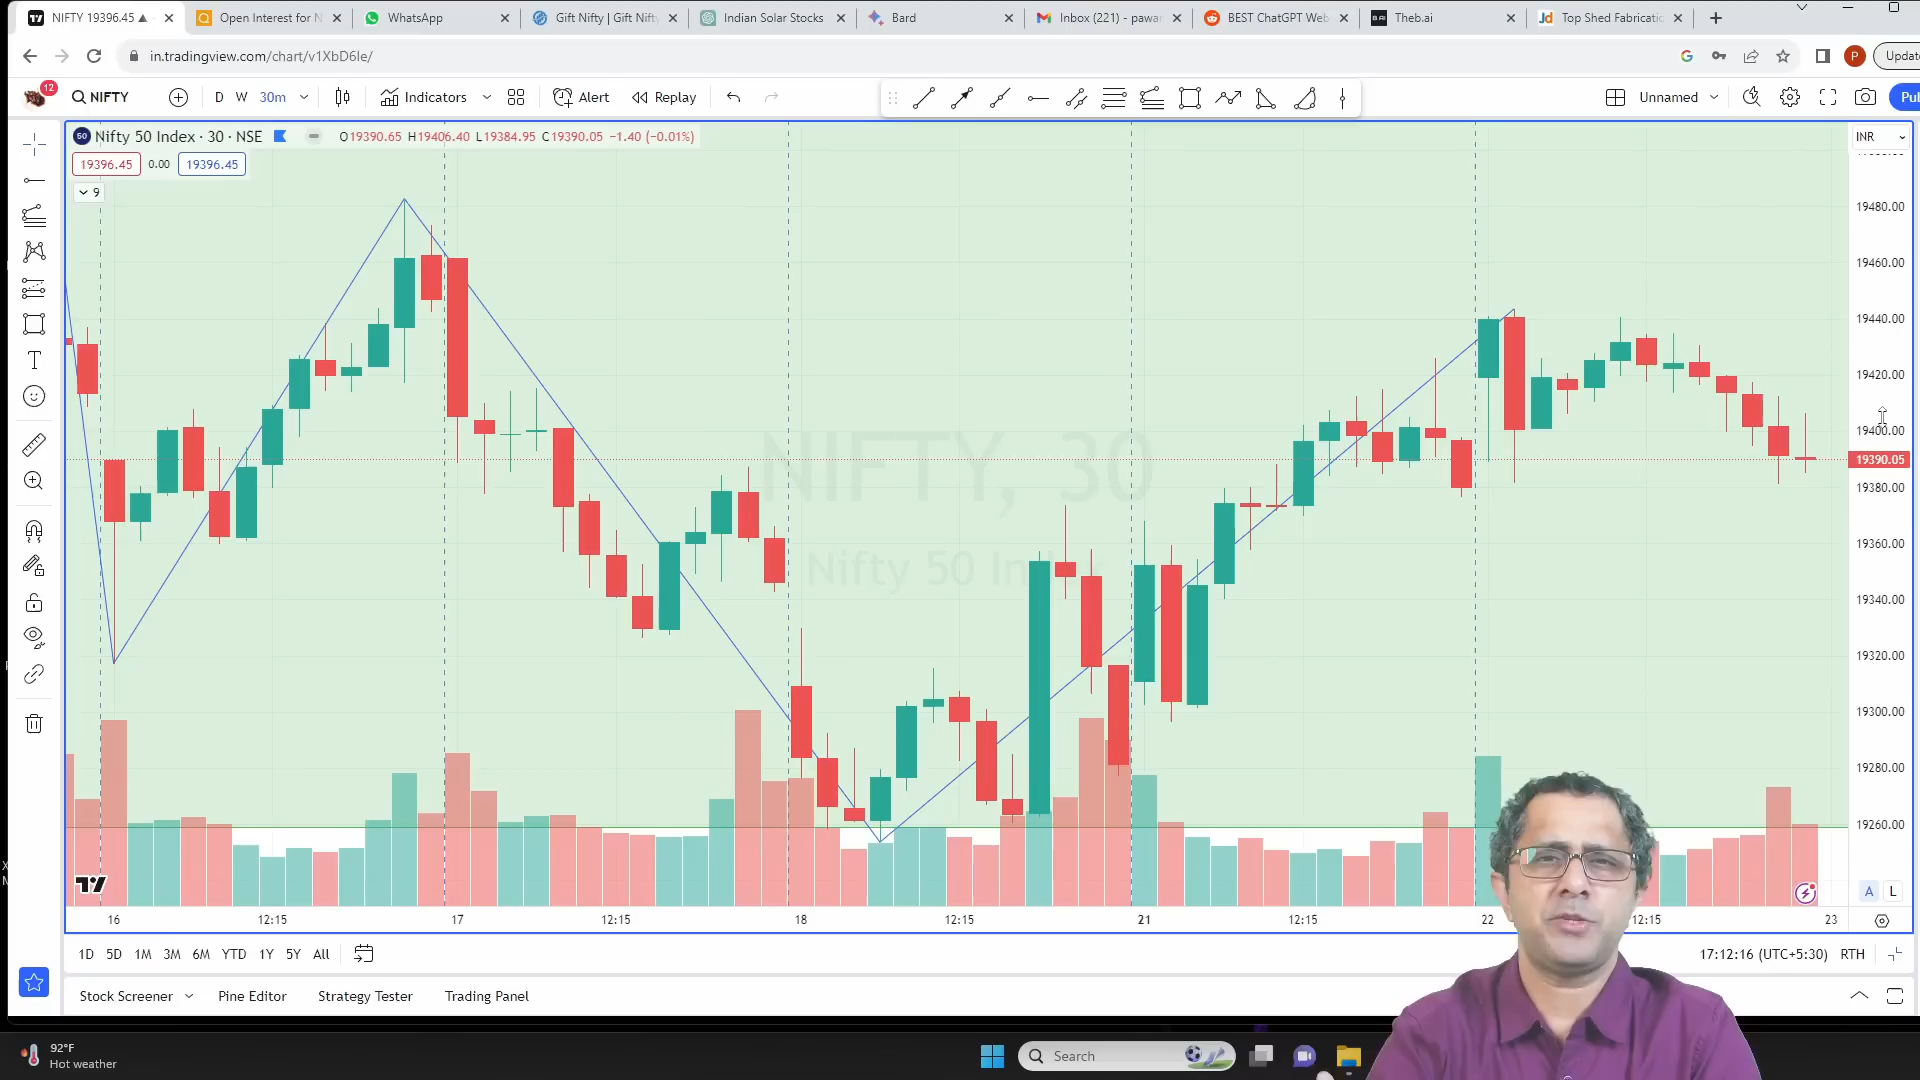 NIFTY 19396.45 ▲
Open Interest for N
WhatsApp
Gift Nifty | Gift Nifty
Indian Solar Stocks
Bard
Inbox (221) - pawar
BEST ChatGPT Web
Theb.ai
Top Shed Fabricatio
in.tradingview.com/chart/v1XbD6Ie/
P
Update
12
NIFTY
D W 30m
Indicators
Alert
Replay
Unnamed
Pub
Nifty 50 Index · 30 · NSE
O19390.65 H19406.40 L19384.95 C19390.05 −1.40 (−0.01%)
INR
19396.45 0.00 19396.45
9
19480.00
19460.00
19440.00
19420.00
19400.00
19390.05
19380.00
19360.00
19340.00
19320.00
19300.00
19280.00
19260.00
NIFTY, 30
Nifty 50 In
A L
16 12:15 17 12:15 18 12:15 21 12:15 22 12:15 23
1D 5D 1M 3M 6M YTD 1Y 5Y All
17:12:16 (UTC+5:30) RTH
Stock Screener
Pine Editor
Strategy Tester
Trading Panel
92°F
Hot weather
Search